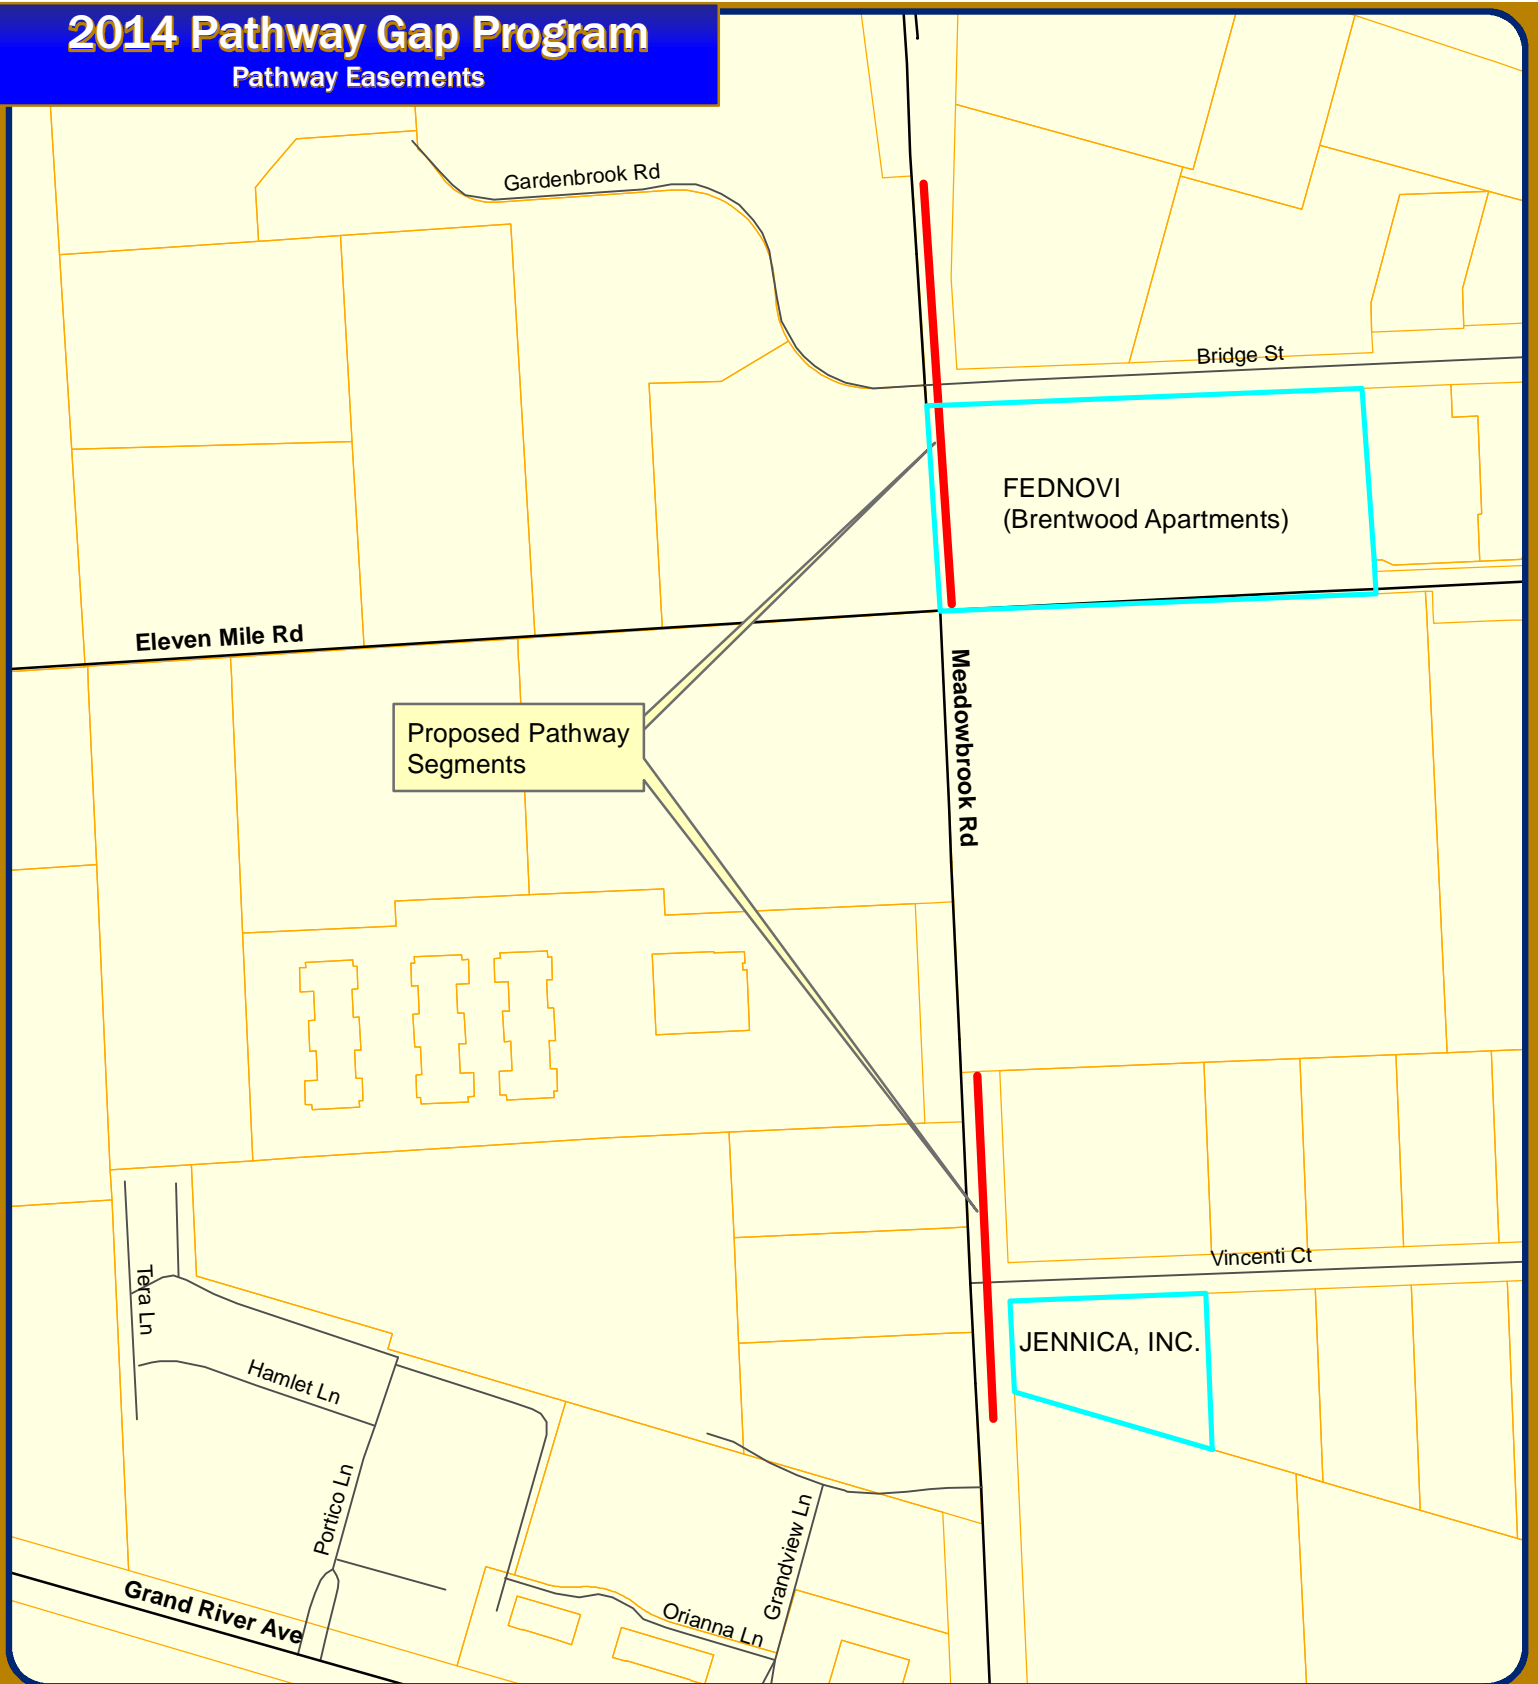 2014 Pathway Gap Program
Pathway Easements
Gardenbrook Rd
Bridge St
FEDNOVI
(Brentwood Apartments)
Eleven Mile Rd
Meadowbrook Rd
Proposed Pathway
Segments
Vincenti Ct
JENNICA, INC.
Tera Ln
Hamlet Ln
Portico Ln
Grandview Ln
Orianna Ln
Grand River Ave